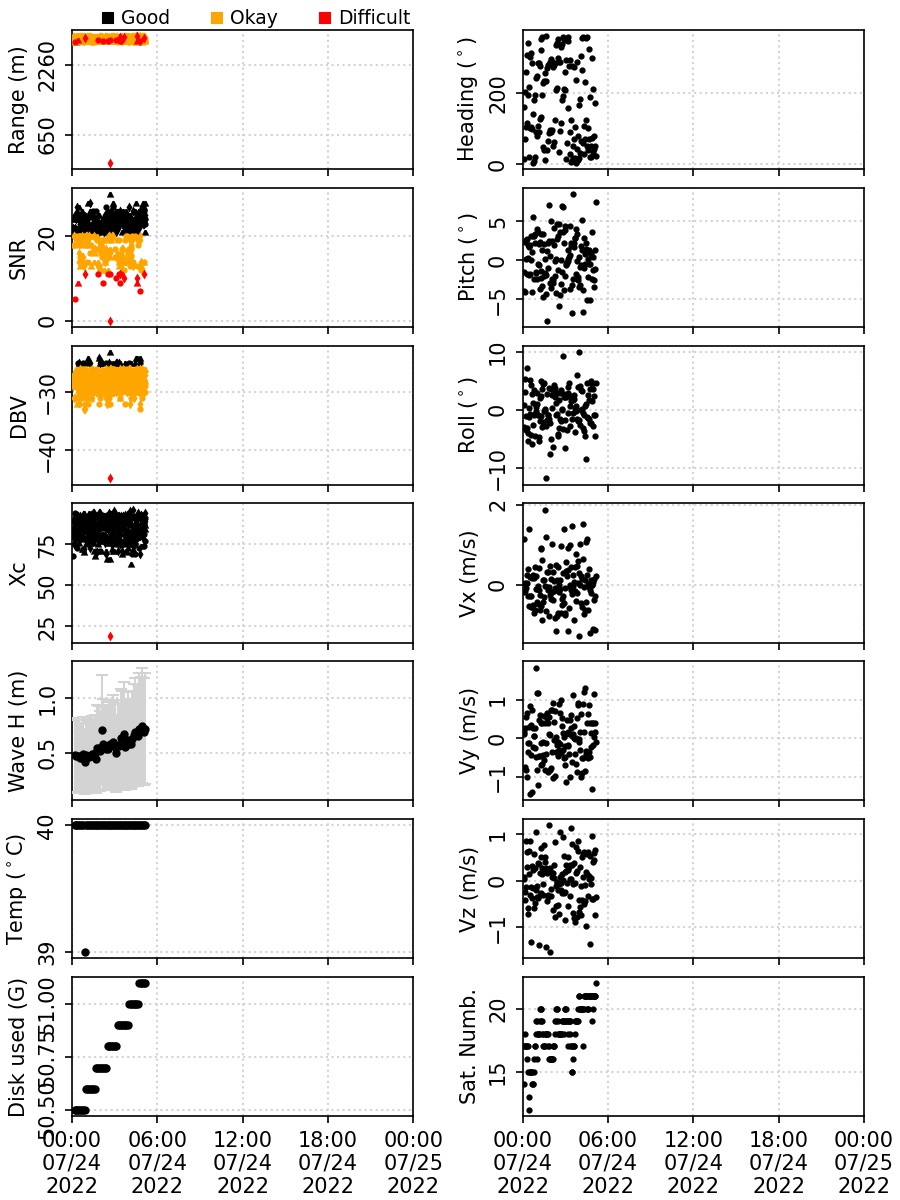 Good Okay Difficult
Range (m)
2260
650
Heading (°)
200
0
SNR
20
0
Pitch (°)
5
0
−5
DBV
−30
−40
Roll (°)
10
0
−10
Xc
75
50
25
Vx (m/s)
2
0
Wave H (m)
1.0
0.5
Vy (m/s)
1
0
−1
Temp (°C)
40
39
Vz (m/s)
1
0
−1
Disk used (G)
51.00
50.75
50.50
Sat. Numb.
20
15
00:00 06:00 12:00 18:00 00:00
07/24 07/24 07/24 07/24 07/25
2022 2022 2022 2022 2022
00:00 06:00 12:00 18:00 00:00
07/24 07/24 07/24 07/24 07/25
2022 2022 2022 2022 2022